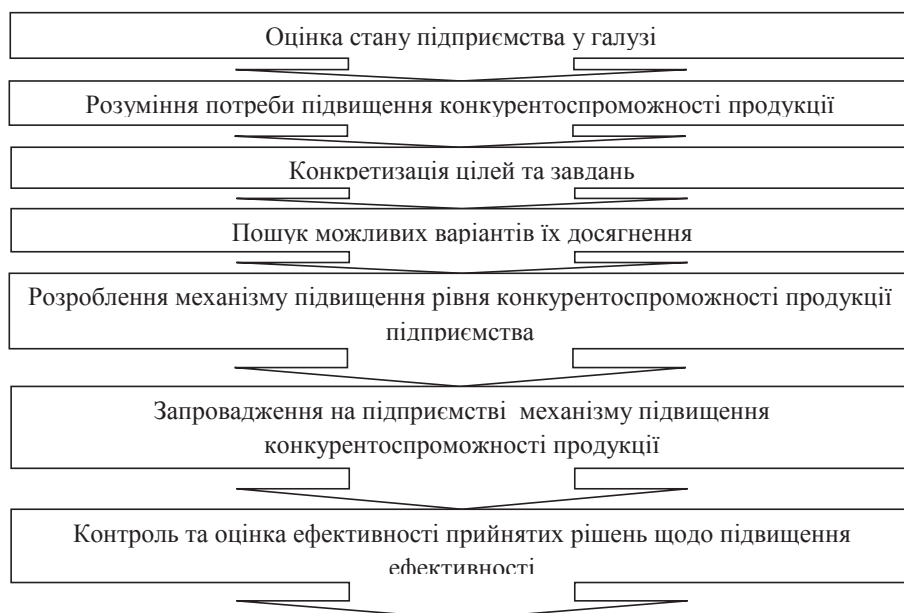 Оцінка стану підприємства у галузі
Розуміння потреби підвищення конкурентоспроможності продукції
Конкретизація цілей та завдань
Пошук можливих варіантів їх досягнення
Розроблення механізму підвищення рівня конкурентоспроможності продукції
підприємства
Запровадження на підприємстві механізму підвищення
конкурентоспроможності продукції
Контроль та оцінка ефективності прийнятих рішень щодо підвищення
ефективності